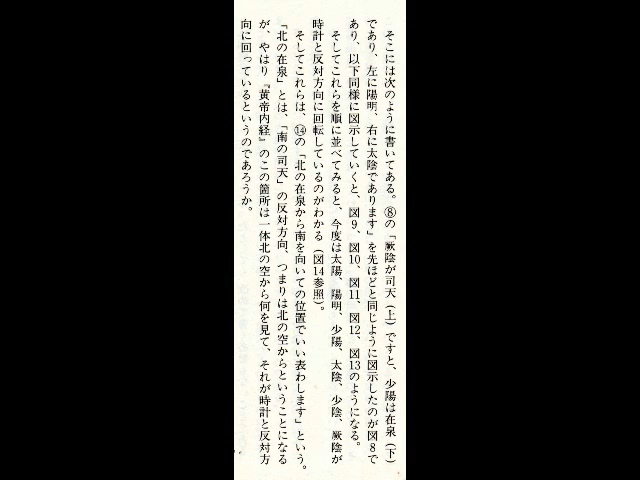 そこには次のように書いてある。⑧の「厥陰が司天（上）ですと、少陽は在泉（下）
であり、左に陽明、右に太陰であります」を先ほどと同じように図示したのが図8で
あり、以下同様に図示していくと、図9、図10、図11、図12、図13のようになる。
そしてこれらを順に並べてみると、今度は太陽、陽明、少陽、太陰、少陰、厥陰が
時計と反対方向に回転しているのがわかる（図14参照）。
そしてこれらは、⑭の「北の在泉から南を向いての位置でいい表わします」という。
「北の在泉」とは、「南の司天」の反対方向、つまりは北の空からということになる
が、やはり『黄帝内経』のこの箇所は一体北の空から何を見て、それが時計と反対方
向に回っているというのであろうか。